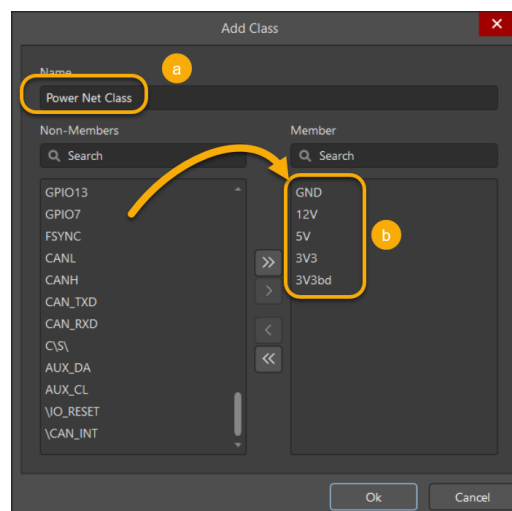 Add Class
Name
a
Power Net Class
Non-Members
Member
Search
Search
GPIO13
GPIO7
FSYNC
CANL
CANH
CAN_TXD
CAN_RXD
C\S\
AUX_DA
AUX_CL
\IO_RESET
\CAN_INT
GND
12V
5V
3V3
3V3bd
b
Ok
Cancel